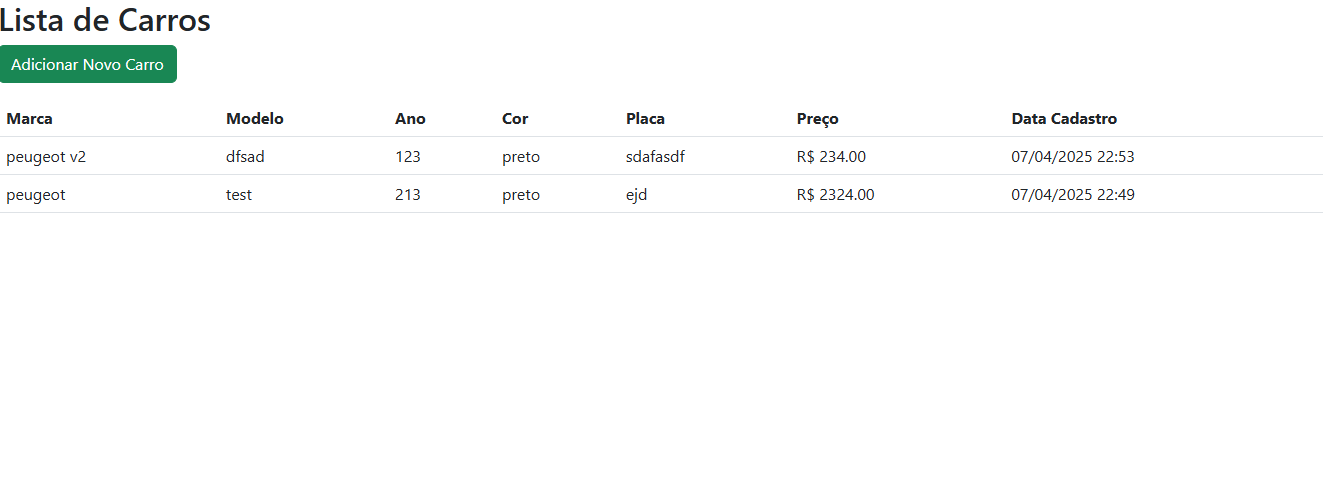 Lista de Carros
Adicionar Novo Carro
Marca Modelo Ano Cor Placa Preço Data Cadastro
peugeot v2 dfsad 123 preto sdafasdf R$ 234.00 07/04/2025 22:53
peugeot test 213 preto ejd R$ 2324.00 07/04/2025 22:49